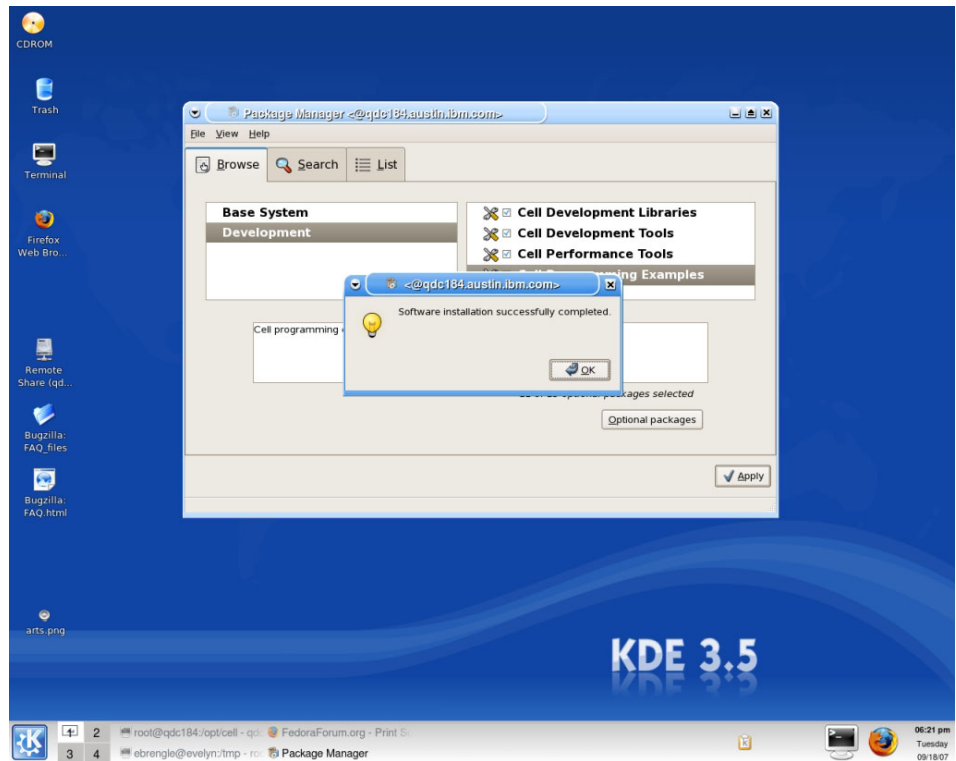 CDROM
Trash
Terminal
Firefox
Web Bro...
Remote
Share (qd...
Bugzilla:
FAQ_files
Bugzilla:
FAQ.html
arts.png
Package Manager <@qdc184.austin.ibm.com>
File View Help
Browse Search List
Base System
Development
Cell Development Libraries
Cell Development Tools
Cell Performance Tools
Examples
Cell programming
<@qdc184.austin.ibm.com>
Software installation successfully completed.
OK
optional packages selected
Optional packages
Apply
KDE 3.5
2
3 4
root@qdc184:/opt/cell - qdc
FedoraForum.org - Print S
ebrengle@evelyn:/tmp - ro
Package Manager
06:21 pm
Tuesday
09/18/07